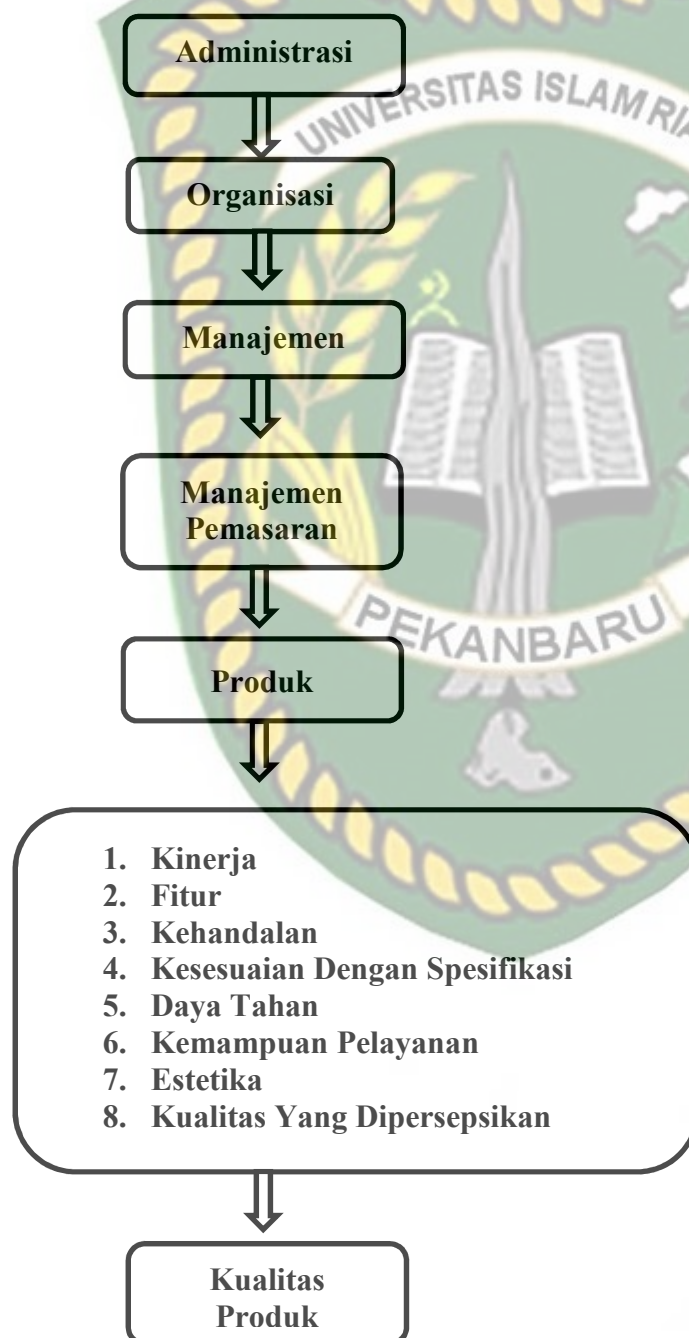 Administrasi
UNIVERSITAS ISLAM RIA
Organisasi
Manajemen
Manajemen
Pemasaran
PEKANBARU
Produk
1. Kinerja
2. Fitur
3. Kehandalan
4. Kesesuaian Dengan Spesifikasi
5. Daya Tahan
6. Kemampuan Pelayanan
7. Estetika
8. Kualitas Yang Dipersepsikan
Kualitas
Produk